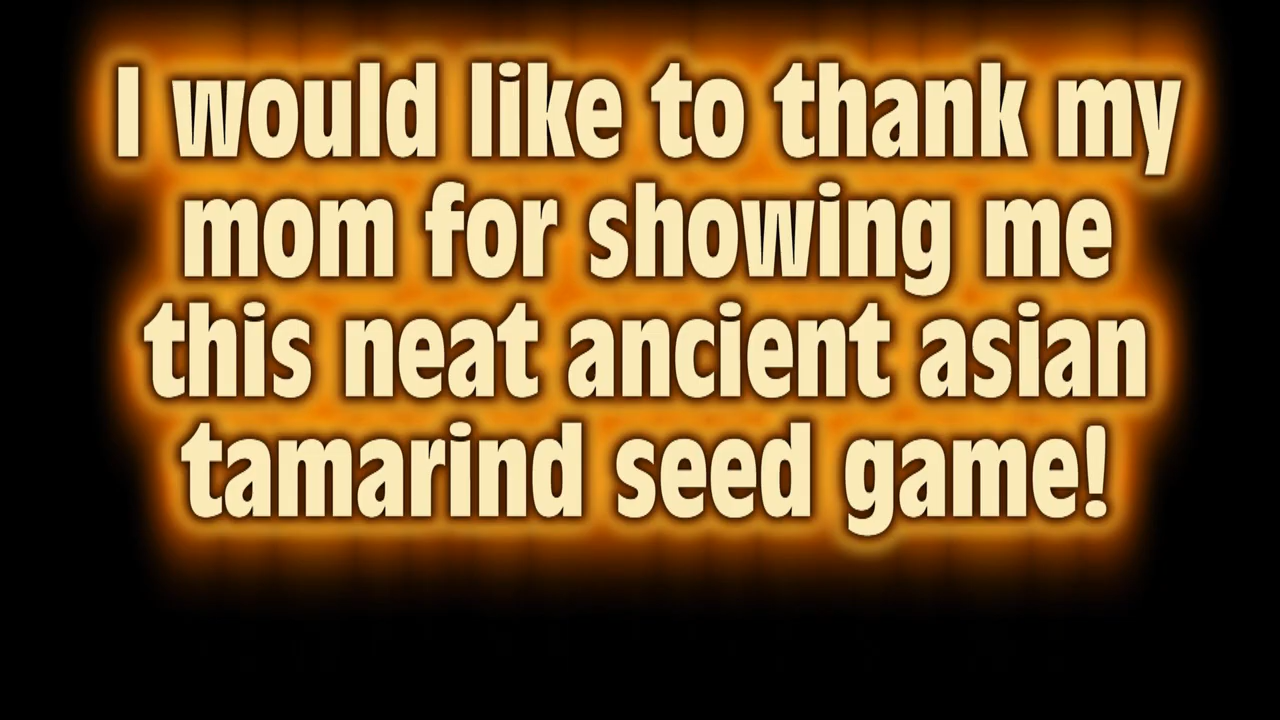 I would like to thank my
mom for showing me
this neat ancient asian
tamarind seed game!